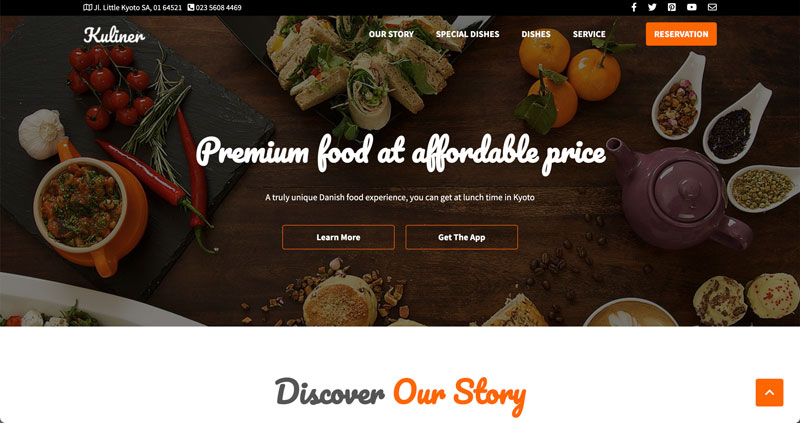 Jl. Little Kyoto SA, 01 64521 023 5608 4469
Kuliner OUR STORY SPECIAL DISHES DISHES SERVICE RESERVATION
Premium food at affordable price
A truly unique Danish food experience, you can get at lunch time in Kyoto
Learn More Get The App
Discover Our Story